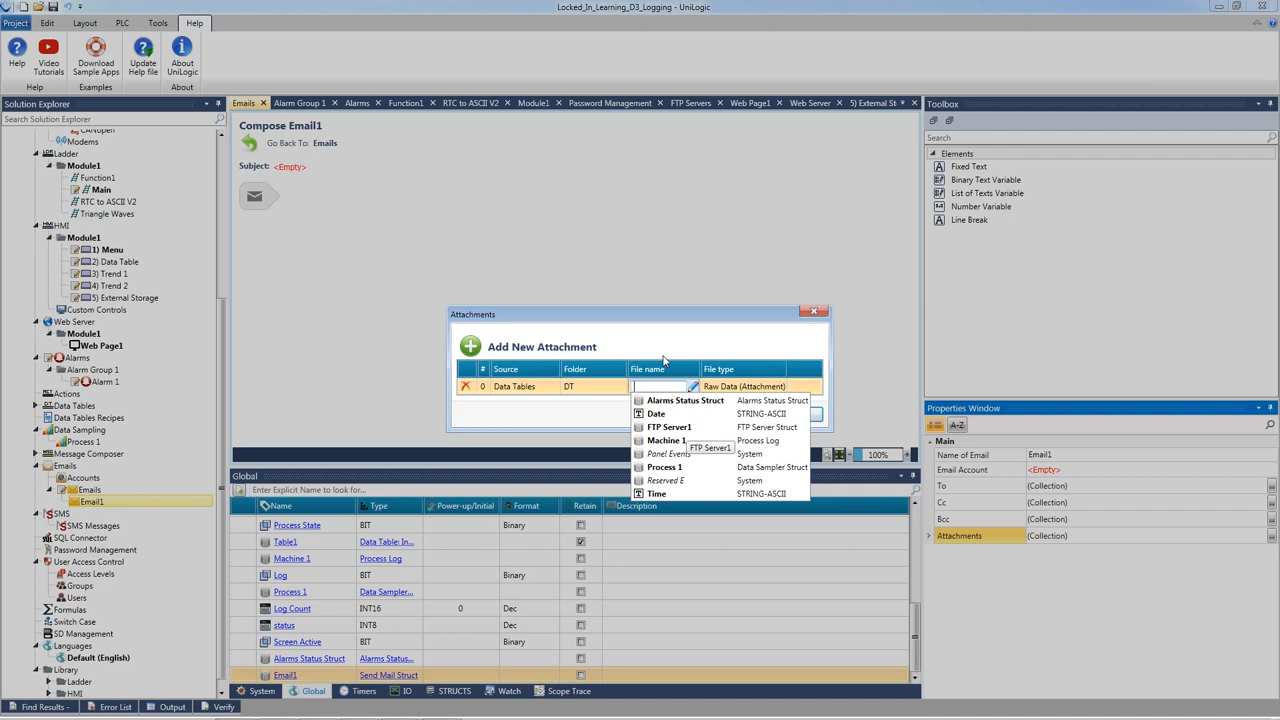 Locked_In_Learning_D3_Logging - UniLogic
Project Edit Layout PLC Tools Help
Help
Video Tutorials
Download Sample Apps
Update Help file
About UniLogic
Help Examples About
Solution Explorer
Search Solution Explorer
CANopen
Modems
Ladder
Module1
Function1
Main
RTC to ASCII V2
Triangle Waves
HMI
Module1
1) Menu
2) Data Table
3) Trend 1
4) Trend 2
5) External Storage
Custom Controls
Web Server
Module1
Web Page1
Alarms
Alarm Group 1
Alarm 1
Actions
Data Tables
Data Tables Recipes
Data Sampling
Process 1
Message Composer
Emails
Accounts
Emails
Email1
SMS
SMS Messages
SQL Connector
Password Management
User Access Control
Access Levels
Groups
Users
Formulas
Switch Case
SD Management
Languages
Default (English)
Library
Ladder
HMI
Emails Alarm Group 1 Alarms Function1 RTC to ASCII V2 Module1 Password Management FTP Servers Web Page1 Web Server 5) External St
Compose Email1
Go Back To: Emails
Subject: <Empty>
Attachments
Add New Attachment
# Source Folder File name File type
0 Data Tables DT Raw Data (Attachment)
Alarms Status Struct Alarms Status Struct
Date STRING-ASCII
FTP Server1 FTP Server Struct
Machine 1 Process Log
FTP Server1
Panel Events System
Process 1 Data Sampler Struct
Reserved E System
Time STRING-ASCII
100%
Global
Enter Explicit Name to look for...
Name Type Power-up/Initial Format Retain Description
Process State BIT Binary
Table1 Data Table: In...
Machine 1 Process Log
Log BIT Binary
Process 1 Data Sampler...
Log Count INT16 0 Dec
status INT8 Dec
Screen Active BIT Binary
Alarms Status Struct Alarms Status...
Email1 Send Mail Struct
System Global Timers IO STRUCTS Watch Scope Trace
Toolbox
Search
Elements
Fixed Text
Binary Text Variable
List of Texts Variable
Number Variable
Line Break
Properties Window
A-Z
Main
Name of Email Email1
Email Account <Empty>
To (Collection)
Cc (Collection)
Bcc (Collection)
Attachments (Collection)
Find Results - Error List Output Verify